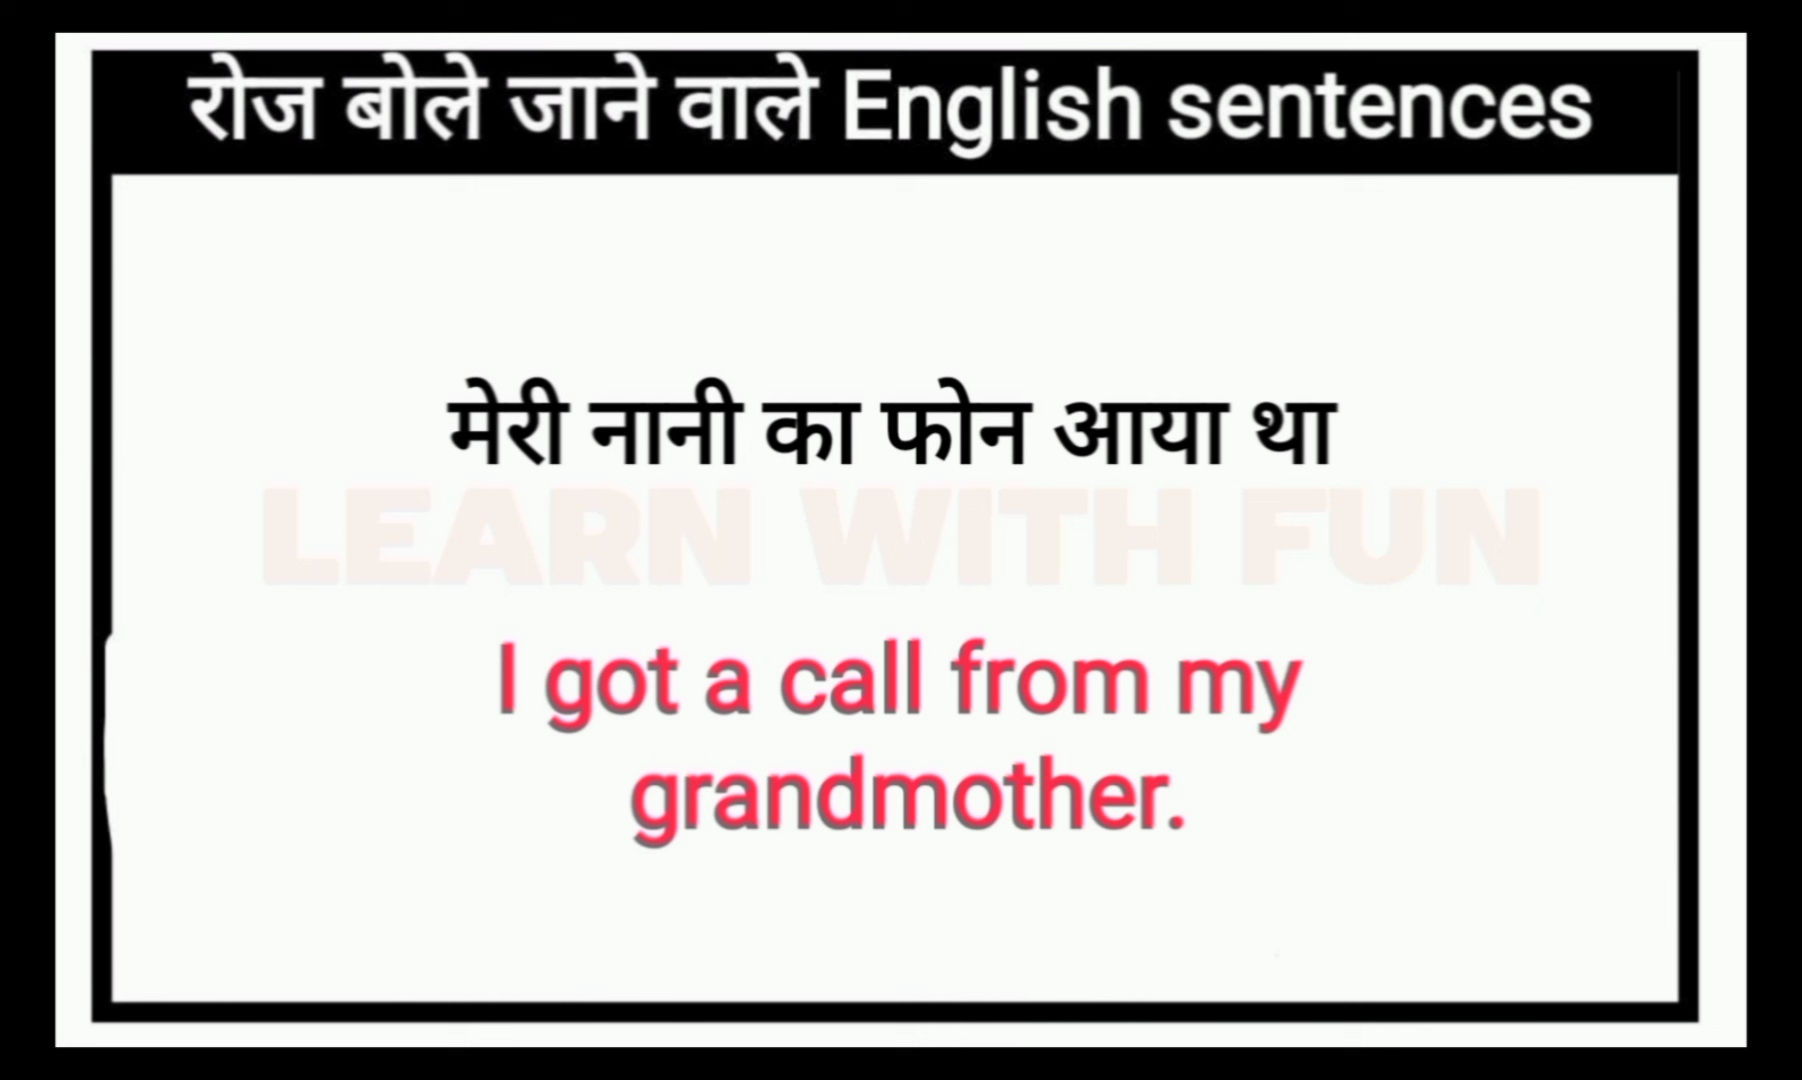 रोज बोले जाने वाले English sentences
मेरी नानी का फोन आया था
LEARN WITH FUN
I got a call from my
grandmother.